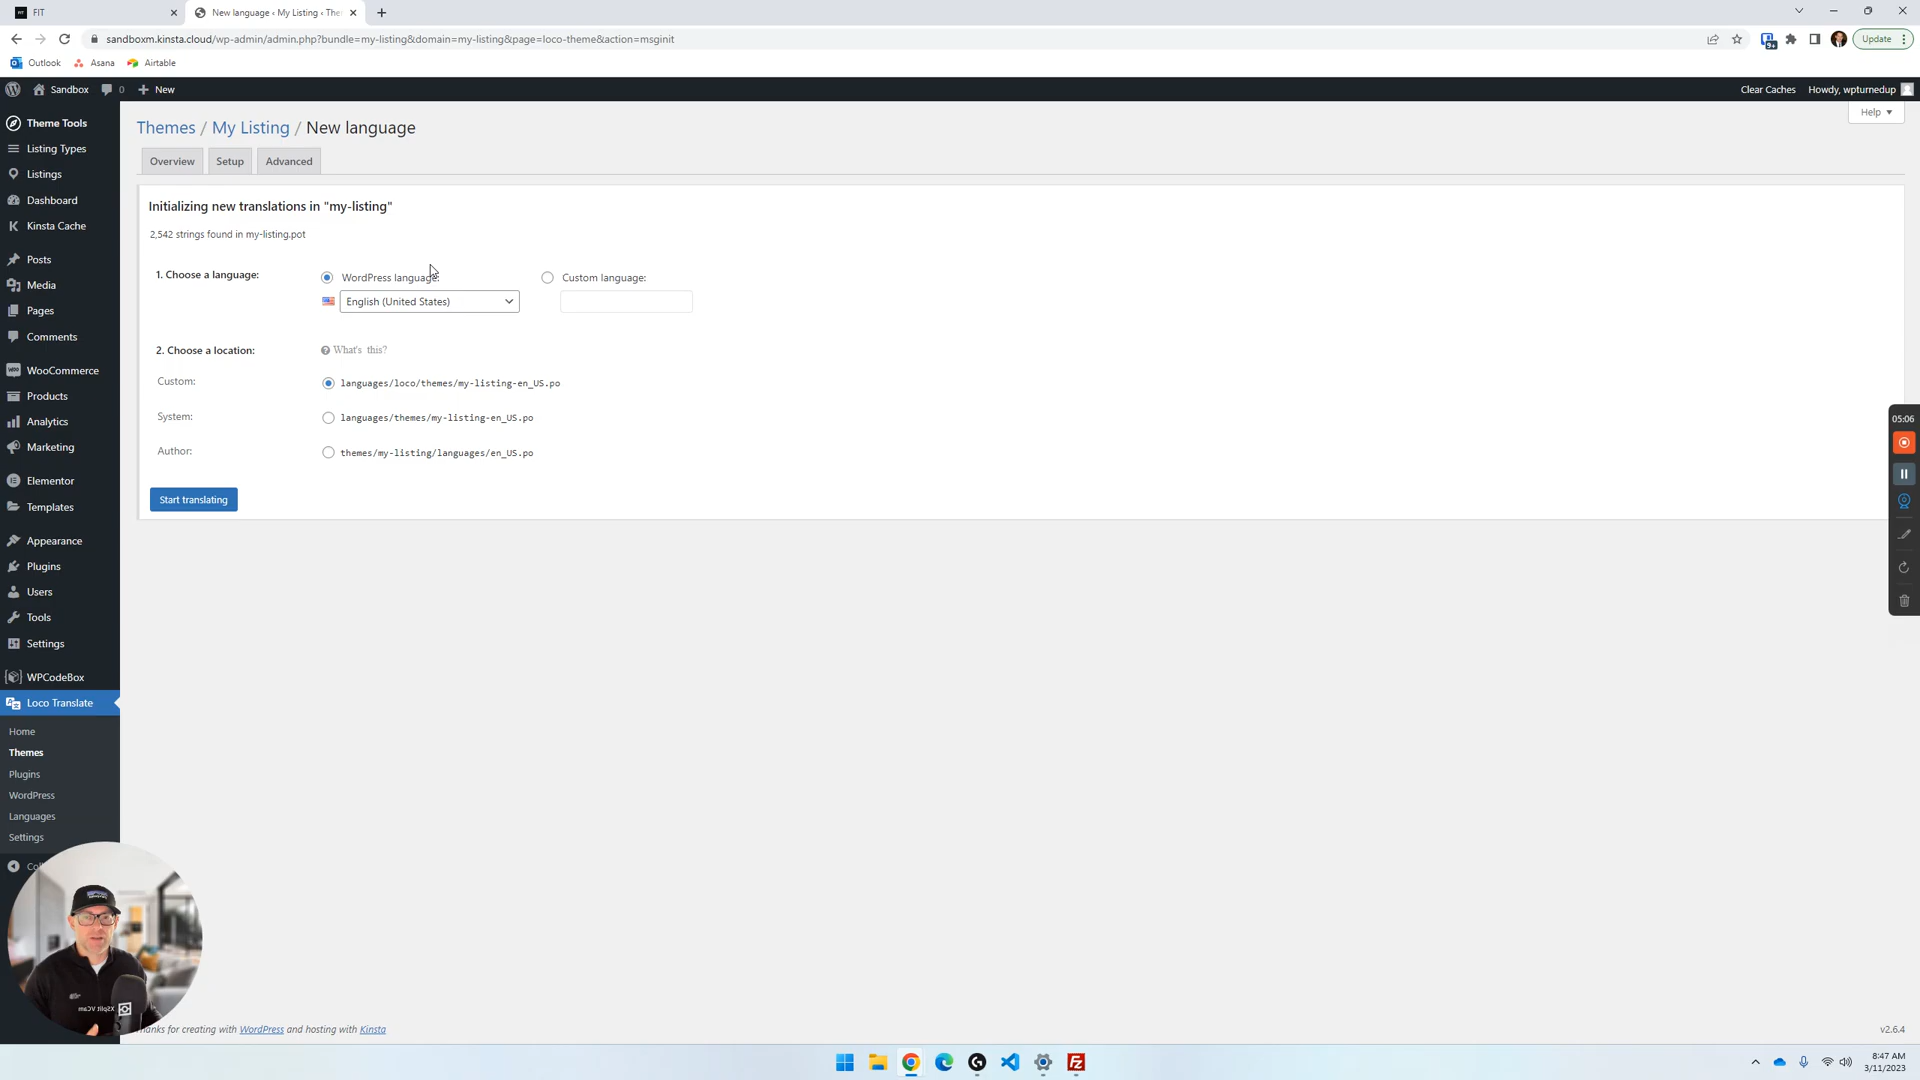 FIT
New language ‹ My Listing ‹ The
sandboxm.kinsta.cloud/wp-admin/admin.php?bundle=my-listing&domain=my-listing&page=loco-theme&action=msginit
9+
Update
Outlook
Asana
Airtable
Sandbox
0
New
Clear Caches
Howdy, wpturnedup
Help
Theme Tools
Listing Types
Listings
Dashboard
Kinsta Cache
Posts
Media
Pages
Comments
WooCommerce
Products
Analytics
Marketing
Elementor
Templates
Appearance
Plugins
Users
Tools
Settings
WPCodeBox
Loco Translate
Home
Themes
Plugins
WordPress
Languages
Settings
Themes / My Listing / New language
Overview
Setup
Advanced
Initializing new translations in "my-listing"
2,542 strings found in my-listing.pot
1. Choose a language:
WordPress language:
Custom language:
English (United States)
2. Choose a location:
What's this?
Custom:
languages/loco/themes/my-listing-en_US.po
System:
languages/themes/my-listing-en_US.po
Author:
themes/my-listing/languages/en_US.po
Start translating
05:06
XSplit VCam
hanks for creating with WordPress and hosting with Kinsta
v2.6.4
8:47 AM
3/11/2023